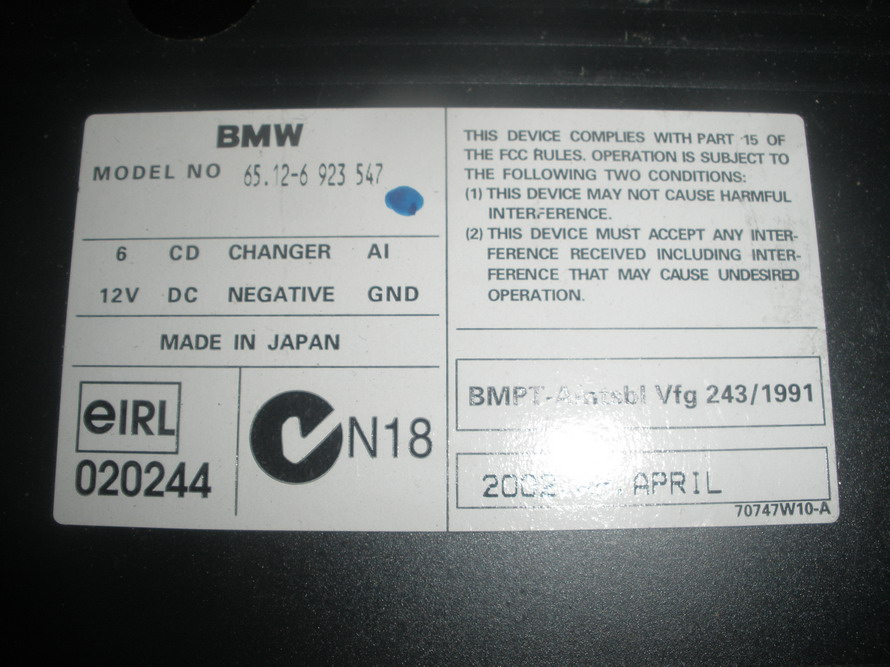 BMW
MODEL NO 65.12-6 923 547
6 CD CHANGER AI
12V DC NEGATIVE GND
MADE IN JAPAN
eIRL
020244
N18
THIS DEVICE COMPLIES WITH PART 15 OF
THE FCC RULES. OPERATION IS SUBJECT TO
THE FOLLOWING TWO CONDITIONS:
(1) THIS DEVICE MAY NOT CAUSE HARMFUL
INTERFERENCE.
(2) THIS DEVICE MUST ACCEPT ANY INTER-
FERENCE RECEIVED INCLUDING INTER-
FERENCE THAT MAY CAUSE UNDESIRED
OPERATION.
BMPT-Amtsbl Vfg 243/1991
2002 APRIL
70747W10-A